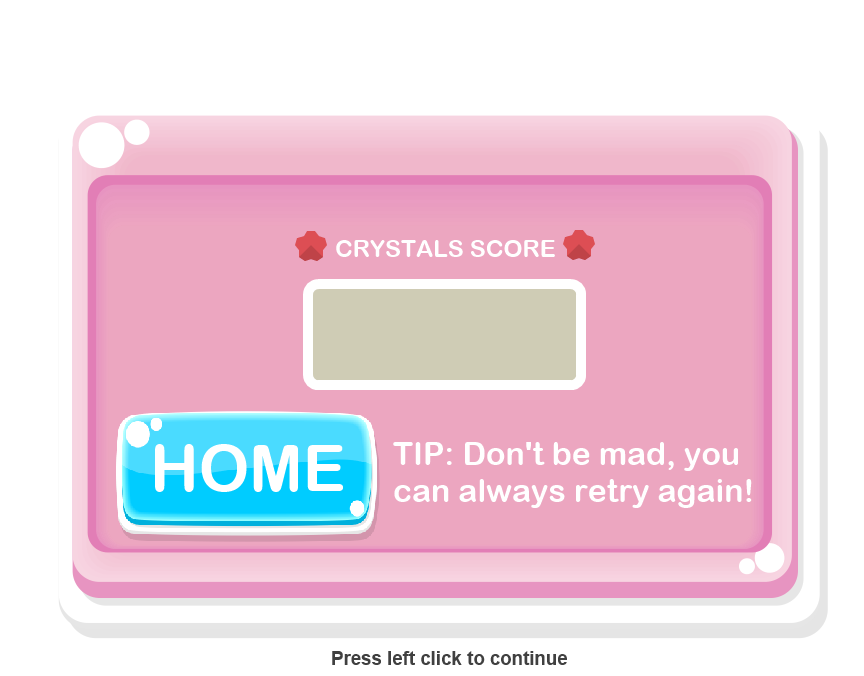 CRYSTALS SCORE
HOME
TIP: Don't be mad, you
can always retry again!
Press left click to continue